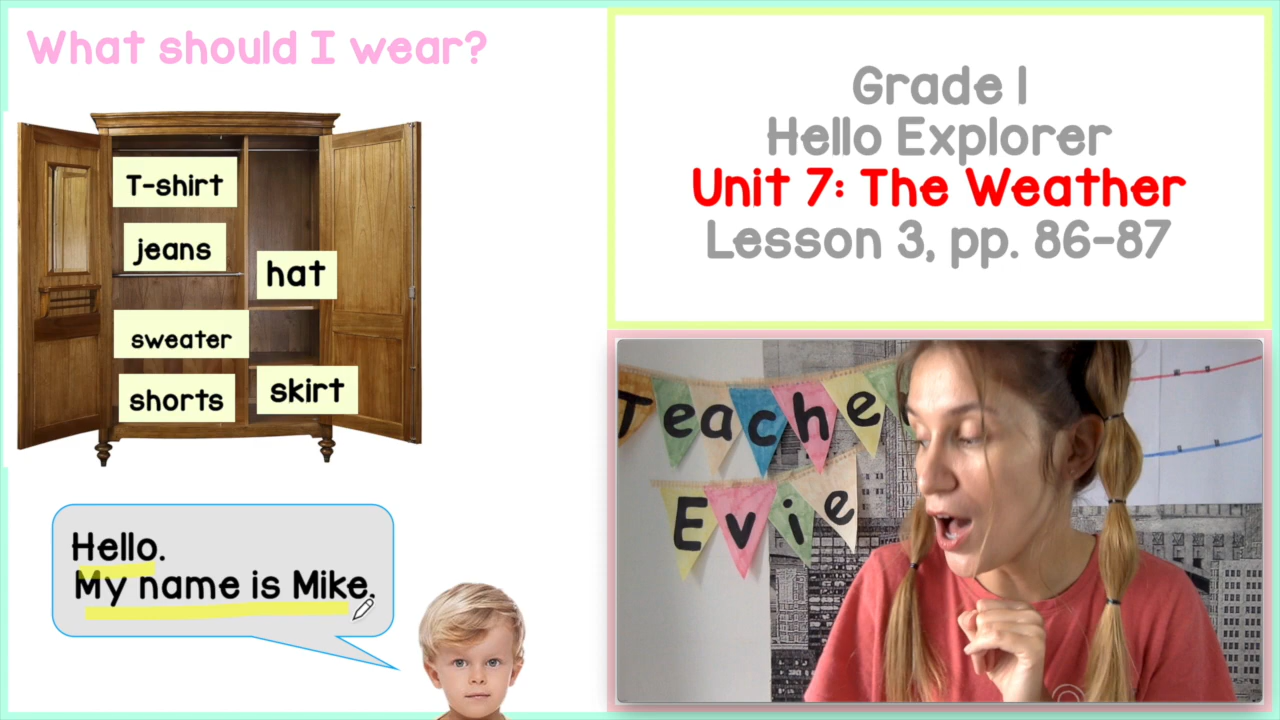 What should I wear?
T-shirt
jeans
hat
sweater
shorts
skirt
Hello.
My name is Mike.
Grade 1
Hello Explorer
Unit 7: The Weather
Lesson 3, pp. 86-87
Teache
Evie